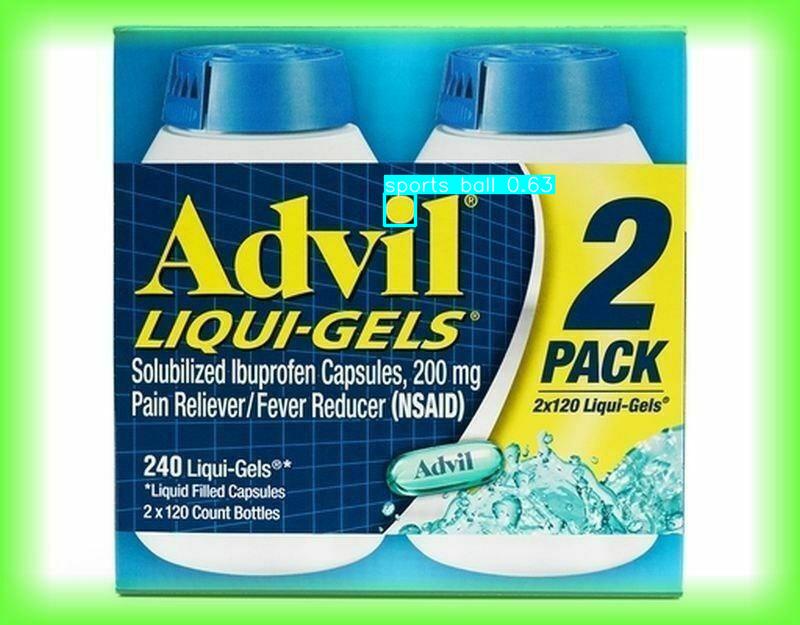 sports ball 0.63
Advil®
LIQUI-GELS®
Solubilized Ibuprofen Capsules, 200 mg
Pain Reliever/Fever Reducer (NSAID)
240 Liqui-Gels®*
*Liquid Filled Capsules
2 x 120 Count Bottles
Advil
2
PACK
2x120 Liqui-Gels®